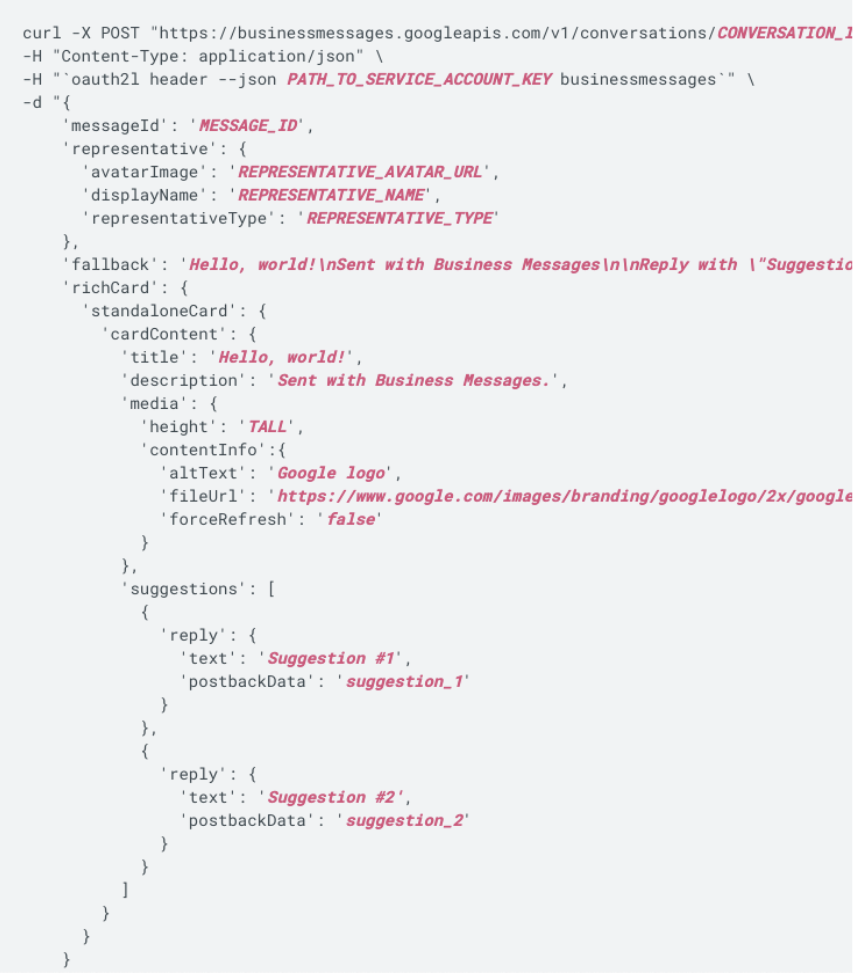 curl -X POST "https://businessmessages.googleapis.com/v1/conversations/CONVERSATION_I
-H "Content-Type: application/json" \
-H "`oauth2l header --json PATH_TO_SERVICE_ACCOUNT_KEY businessmessages`" \
-d "{
    'messageId': 'MESSAGE_ID',
    'representative': {
      'avatarImage': 'REPRESENTATIVE_AVATAR_URL',
      'displayName': 'REPRESENTATIVE_NAME',
      'representativeType': 'REPRESENTATIVE_TYPE'
    },
    'fallback': 'Hello, world!\nSent with Business Messages\n\nReply with \"Suggestio
    'richCard': {
      'standaloneCard': {
        'cardContent': {
          'title': 'Hello, world!',
          'description': 'Sent with Business Messages.',
          'media': {
            'height': 'TALL',
            'contentInfo':{
              'altText': 'Google logo',
              'fileUrl': 'https://www.google.com/images/branding/googlelogo/2x/google
              'forceRefresh': 'false'
            }
          },
          'suggestions': [
            {
              'reply': {
                'text': 'Suggestion #1',
                'postbackData': 'suggestion_1'
              }
            },
            {
              'reply': {
                'text': 'Suggestion #2',
                'postbackData': 'suggestion_2'
              }
            }
          ]
        }
      }
    }